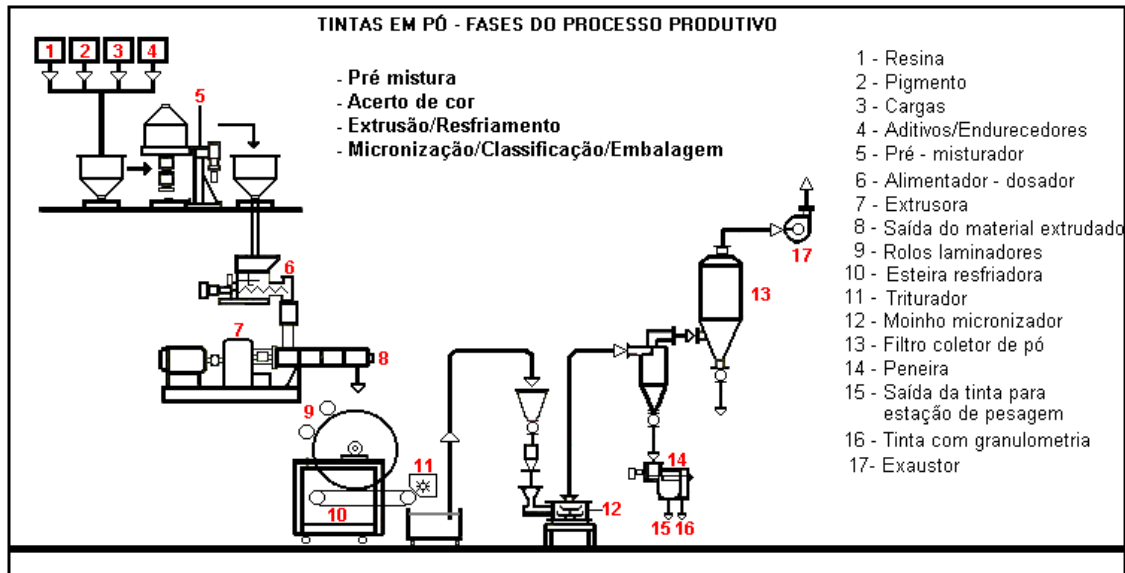 TINTAS EM PÓ - FASES DO PROCESSO PRODUTIVO
1 2 3 4
- Pré mistura
- Acerto de cor
- Extrusão/Resfriamento
- Micronização/Classificação/Embalagem
1 - Resina
2 - Pigmento
3 - Cargas
4 - Aditivos/Endurecedores
5 - Pré - misturador
6 - Alimentador - dosador
7 - Extrusora
8 - Saída do material extrudado
9 - Rolos laminadores
10 - Esteira resfriadora
11 - Triturador
12 - Moinho micronizador
13 - Filtro coletor de pó
14 - Peneira
15 - Saída da tinta para
estação de pesagem
16 - Tinta com granulometria
17- Exaustor
5
6
7
8
9
10
11
12
13
14
15 16
17